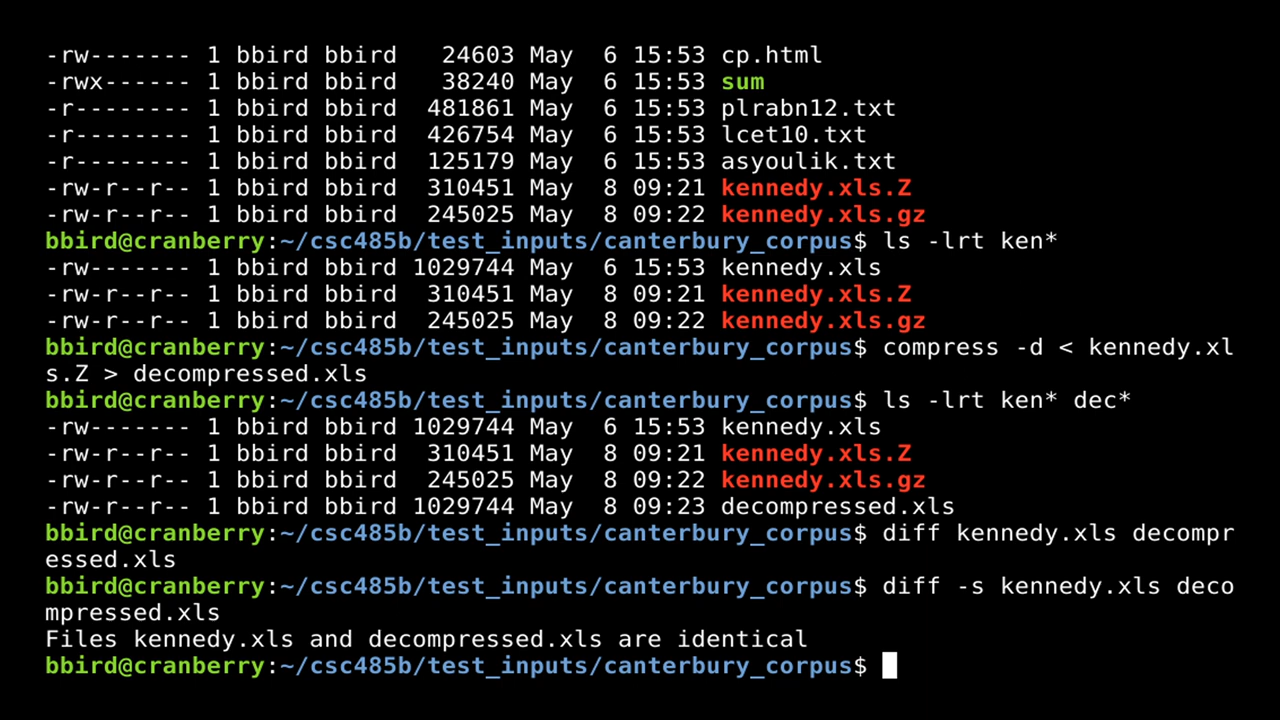 -rw------- 1 bbird bbird   24603 May  6 15:53 cp.html
-rwx------ 1 bbird bbird   38240 May  6 15:53 sum
-r-------- 1 bbird bbird  481861 May  6 15:53 plrabn12.txt
-r-------- 1 bbird bbird  426754 May  6 15:53 lcet10.txt
-r-------- 1 bbird bbird  125179 May  6 15:53 asyoulik.txt
-rw-r--r-- 1 bbird bbird  310451 May  8 09:21 kennedy.xls.Z
-rw-r--r-- 1 bbird bbird  245025 May  8 09:22 kennedy.xls.gz
bbird@cranberry:~/csc485b/test_inputs/canterbury_corpus$ ls -lrt ken*
-rw------- 1 bbird bbird 1029744 May  6 15:53 kennedy.xls
-rw-r--r-- 1 bbird bbird  310451 May  8 09:21 kennedy.xls.Z
-rw-r--r-- 1 bbird bbird  245025 May  8 09:22 kennedy.xls.gz
bbird@cranberry:~/csc485b/test_inputs/canterbury_corpus$ compress -d < kennedy.xl
s.Z > decompressed.xls
bbird@cranberry:~/csc485b/test_inputs/canterbury_corpus$ ls -lrt ken* dec*
-rw------- 1 bbird bbird 1029744 May  6 15:53 kennedy.xls
-rw-r--r-- 1 bbird bbird  310451 May  8 09:21 kennedy.xls.Z
-rw-r--r-- 1 bbird bbird  245025 May  8 09:22 kennedy.xls.gz
-rw-r--r-- 1 bbird bbird 1029744 May  8 09:23 decompressed.xls
bbird@cranberry:~/csc485b/test_inputs/canterbury_corpus$ diff kennedy.xls decompr
essed.xls
bbird@cranberry:~/csc485b/test_inputs/canterbury_corpus$ diff -s kennedy.xls deco
mpressed.xls
Files kennedy.xls and decompressed.xls are identical
bbird@cranberry:~/csc485b/test_inputs/canterbury_corpus$